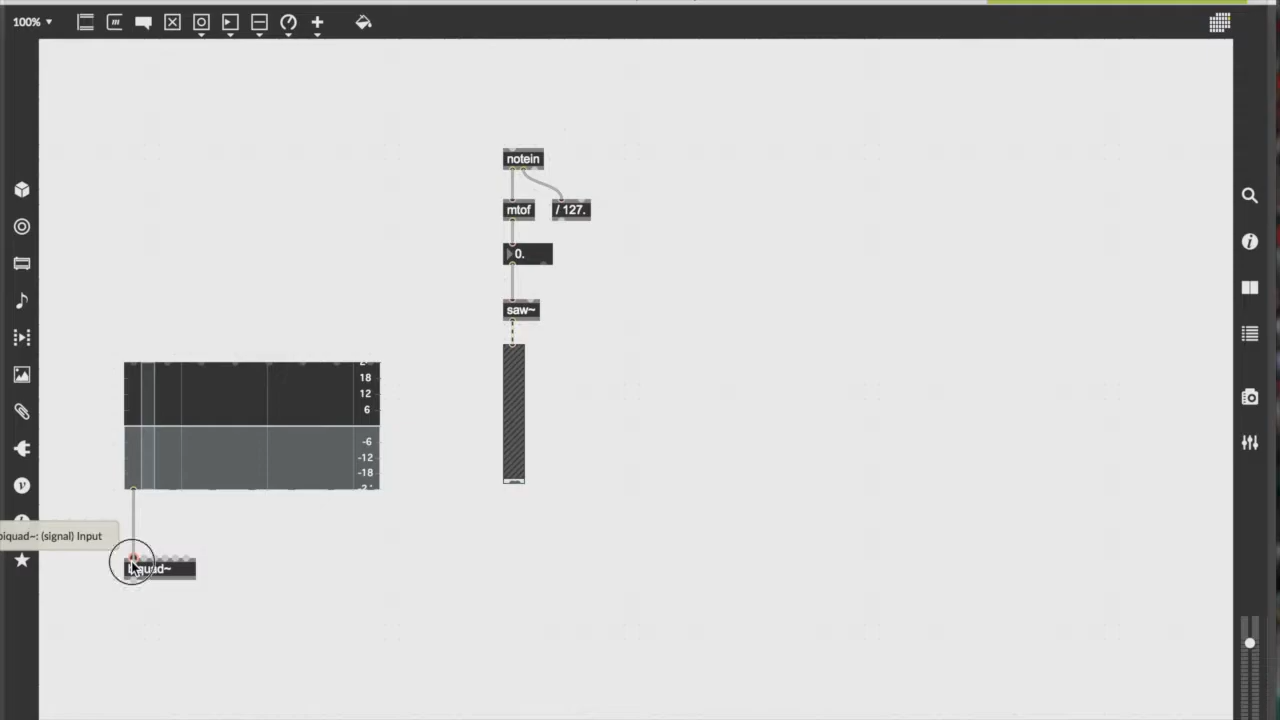 100%
notein
mtof
/ 127.
0.
saw~
18
12
6
-6
-12
-18
biquad~: (signal) Input